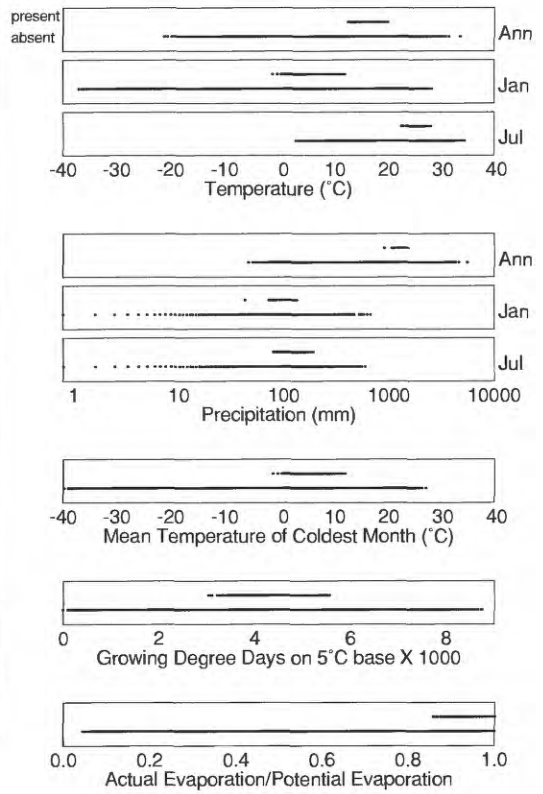 present
absent
Ann
Jan
Jul
-40 -20 -10 0 10 20 30 40
Temperature (˚C)
Ann
Jan
Jul
1 10 100 1000 10000
Precipitation (mm)
-40 -30 -20 -10 0 10 20 30 40
Mean Temperature of Coldest Month (˚C)
0 2 4 6 8
Growing Degree Days on 5˚C base X 1000
0.0 0.2 0.4 0.6 0.8 1.0
Actual Evaporation/Potential Evaporation